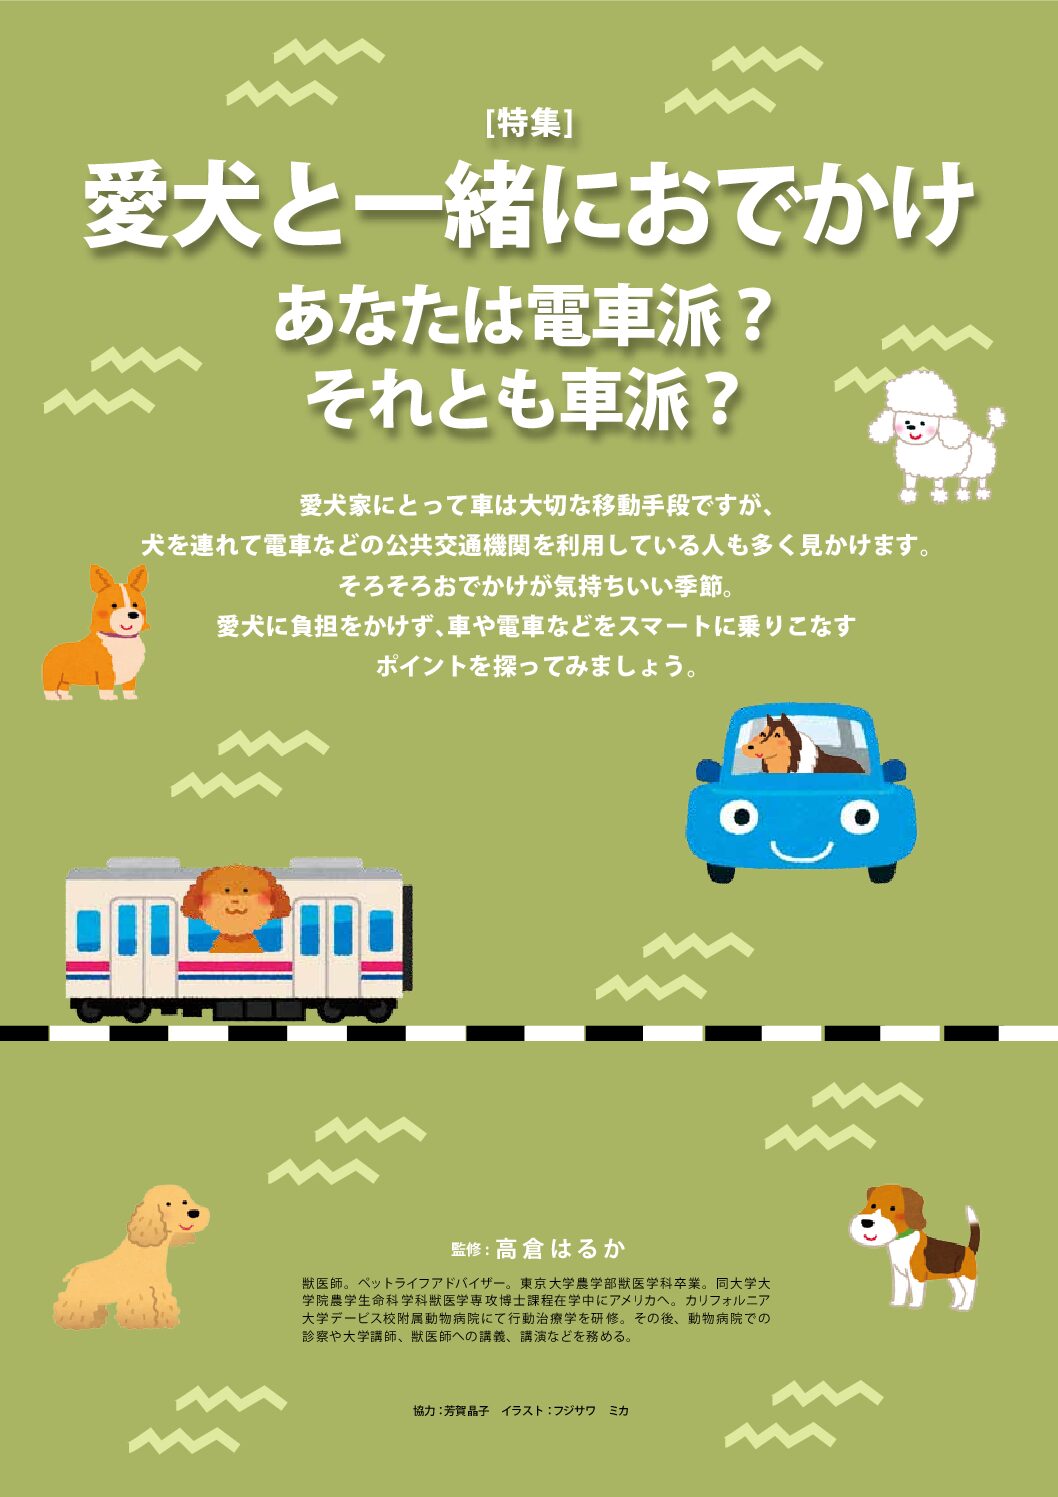 [特集]
愛犬と一緒におでかけ
あなたは電車派？
それとも車派？
愛犬家にとって車は大切な移動手段ですが、
犬を連れて電車などの公共交通機関を利用している人も多く見かけます。
そろそろおでかけが気持ちいい季節。
愛犬に負担をかけず、車や電車などをスマートに乗りこなす
ポイントを探ってみましょう。
監修：高倉はるか
獣医師。ペットライフアドバイザー。東京大学農学部獣医学科卒業。同大学大
学院農学生命科学科獣医学専攻博士課程在学中にアメリカへ。カリフォルニア
大学デービス校附属動物病院にて行動治療学を研修。その後、動物病院での
診察や大学講師、獣医師への講義、講演などを務める。
協力：芳賀晶子　イラスト：フジサワ　ミカ